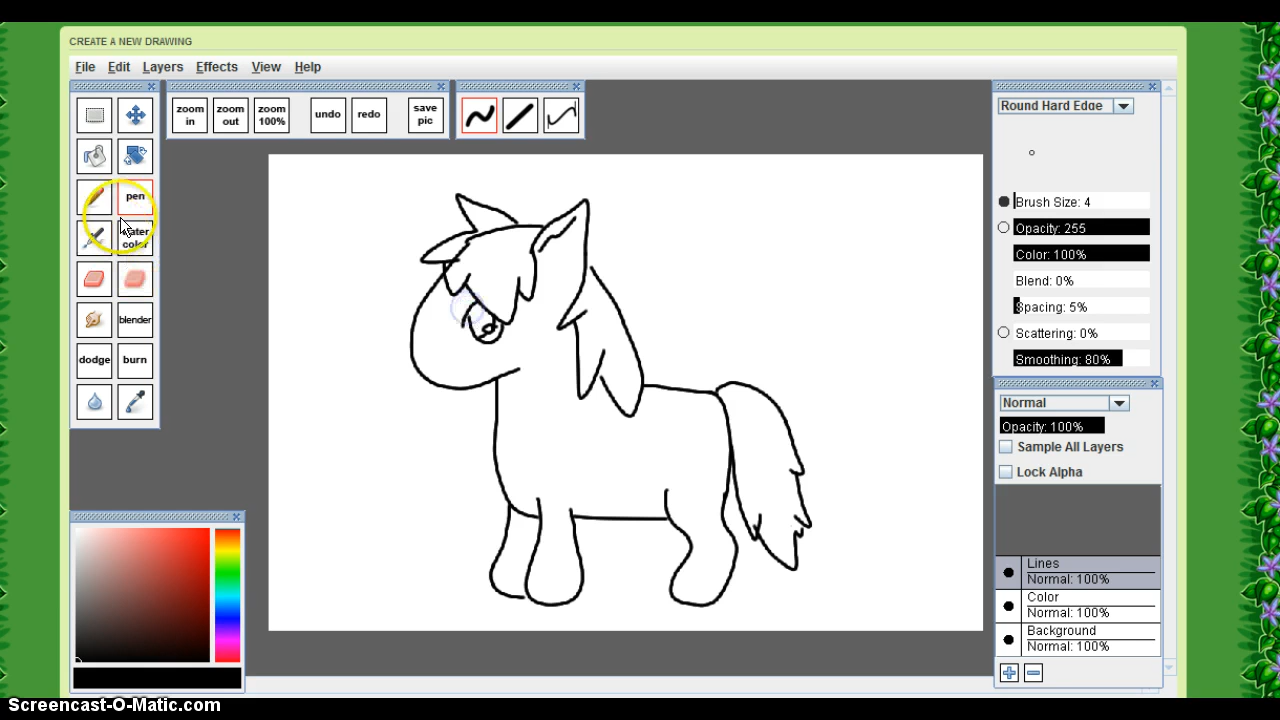 CREATE A NEW DRAWING
File Edit Layers Effects View Help
zoom in
zoom out
zoom 100%
undo
redo
save pic
pen
water color
blender
dodge
burn
Round Hard Edge
Brush Size: 4
Opacity: 255
Color: 100%
Blend: 0%
Spacing: 5%
Scattering: 0%
Smoothing: 80%
Normal
Opacity: 100%
Sample All Layers
Lock Alpha
Lines
Normal: 100%
Color
Normal: 100%
Background
Normal: 100%
Screencast-O-Matic.com